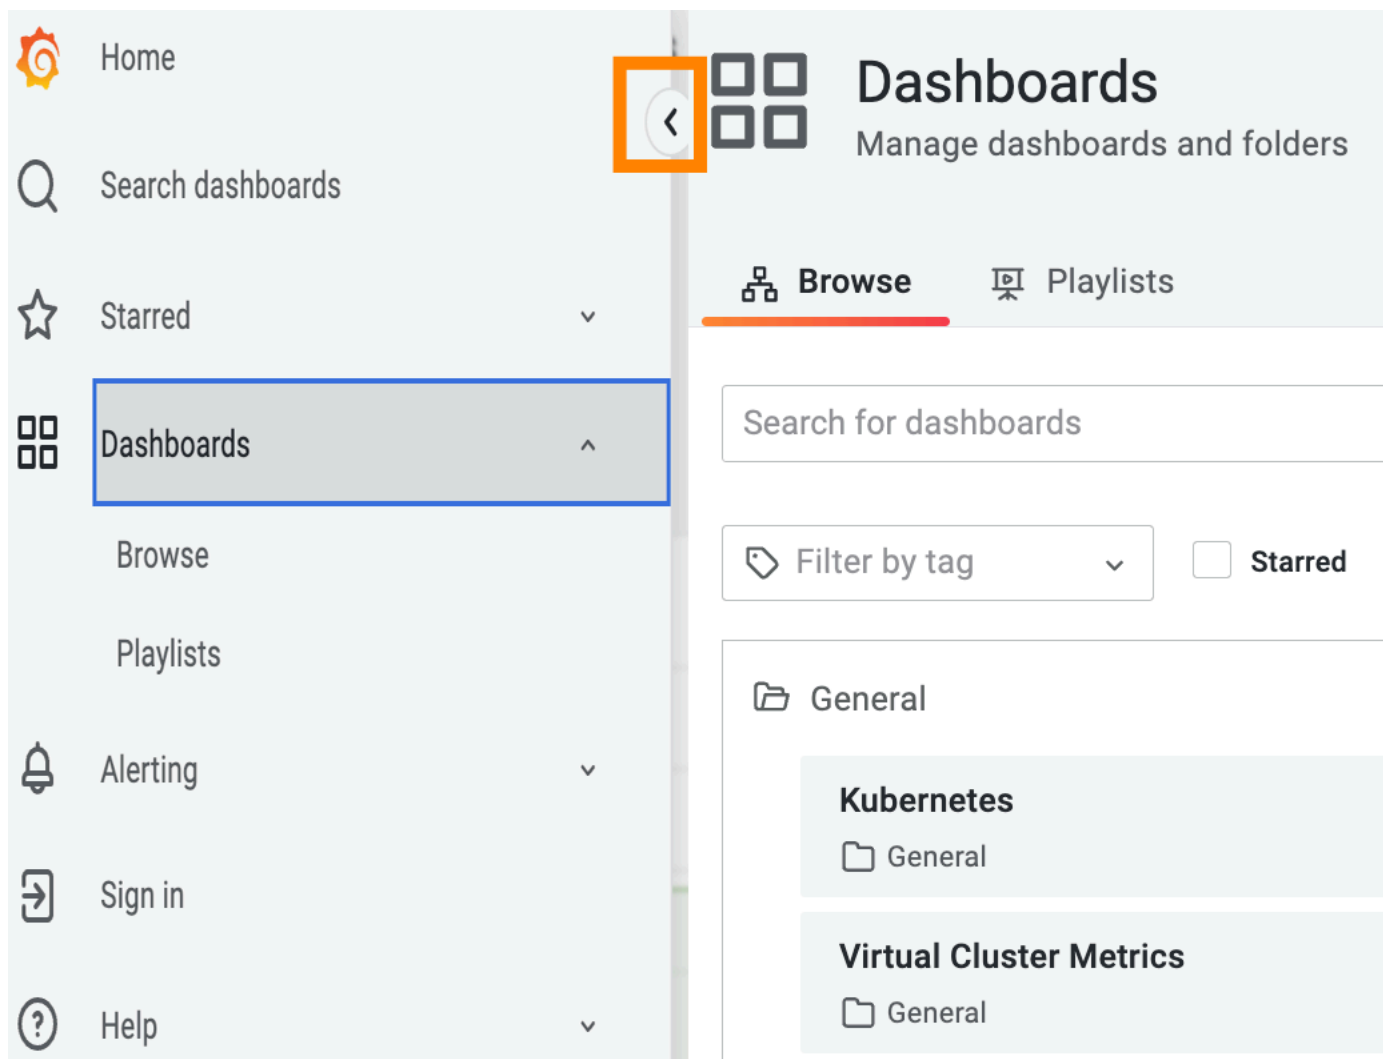 Home
Search dashboards
Starred
Dashboards
Browse
Playlists
Alerting
Sign in
Help
Dashboards
Manage dashboards and folders
Browse
Playlists
Search for dashboards
Filter by tag
Starred
General
Kubernetes
General
Virtual Cluster Metrics
General